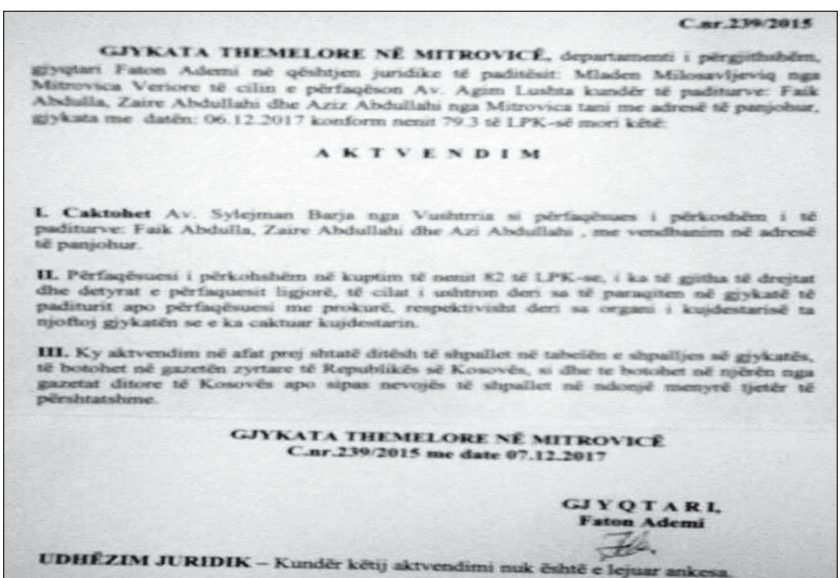 C.nr.239/2015
GJYKATA THEMELORE NË MITROVICË, departamenti i përgjithshëm,
gjyqtari Faton Ademi në qështjen juridike të paditësit: Mladen Milosavljeviq nga
Mitrovica Veriore të cilin e përfaqëson Av. Agim Lushta kundër të paditurve: Faik
Abdulla, Zaire Abdullahi dhe Aziz Abdullahi nga Mitrovica tani me adresë të panjohur,
gjykata me datën: 06.12.2017 konform nenit 79.3 të LPK-së mori këtë:
A K T V E N D I M
I. Caktohet Av. Sylejman Barja nga Vushtrria si përfaqësues i përkoshëm i të
paditurve: Faik Abdulla, Zaire Abdullahi dhe Azi Abdullahi , me vendbanim në adresë
të panjohur.
II. Përfaqësuesi i përkohshëm në kuptim të nenit 82 të LPK-se, i ka të gjitha të drejtat
dhe detyrat e përfaquesit ligjorë, të cilat i ushtron deri sa të paraqiten në gjykatë të
paditurit apo përfaqësuesi me prokurë, respektivisht deri sa organi i kujdestarisë ta
njoftoj gjykatën se e ka caktuar kujdestarin.
III. Ky aktvendim në afat prej shtatë ditësh të shpallet në tabelën e shpalljes së gjykatës,
të botohet në gazetën zyrtare të Republikës së Kosovës, si dhe te botohet në njërën nga
gazetat ditore të Kosovës apo sipas nevojës të shpallet në ndonjë menyrë tjetër të
përshtatshme.
GJYKATA THEMELORE NË MITROVICË
C.nr.239/2015 me date 07.12.2017
GJ Y Q T A R I,
Faton Ademi
UDHËZIM JURIDIK – Kundër këtij aktvendimi nuk është e lejuar ankesa.